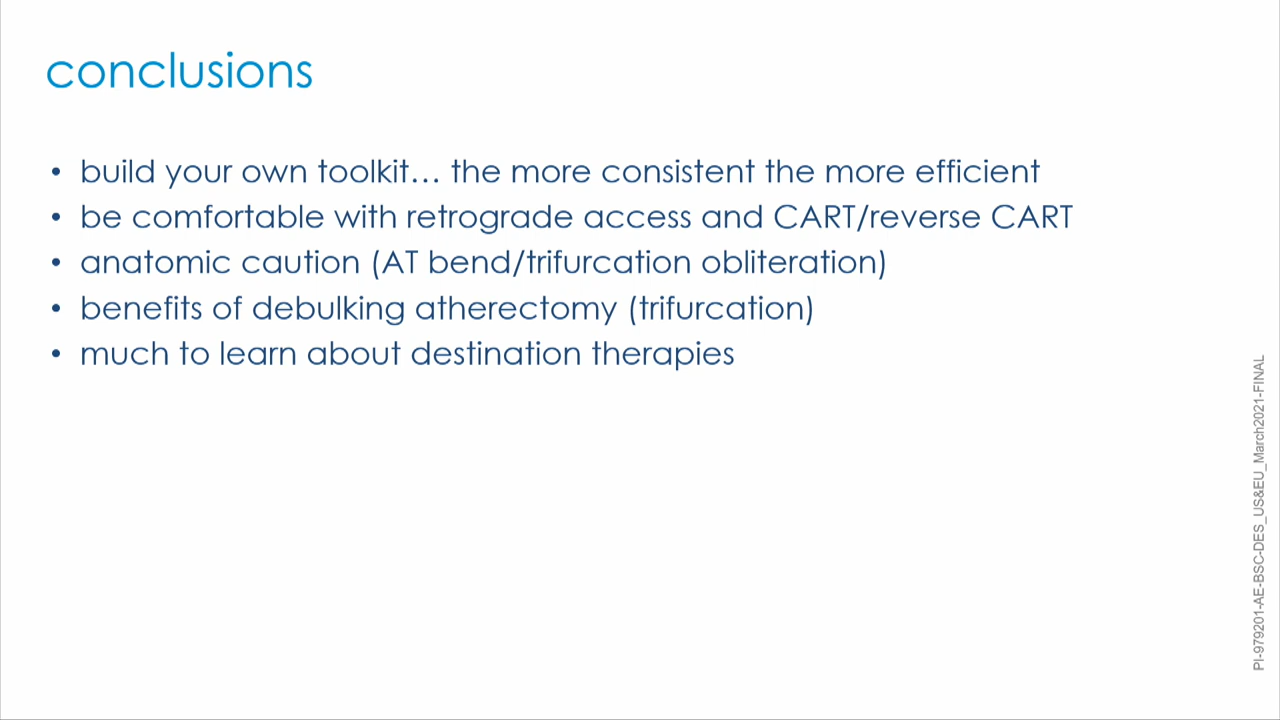 conclusions
• build your own toolkit… the more consistent the more efficient
• be comfortable with retrograde access and CART/reverse CART
• anatomic caution (AT bend/trifurcation obliteration)
• benefits of debulking atherectomy (trifurcation)
• much to learn about destination therapies
PI-979201-AE-BSC-DES_US&EU_March2021-FINAL